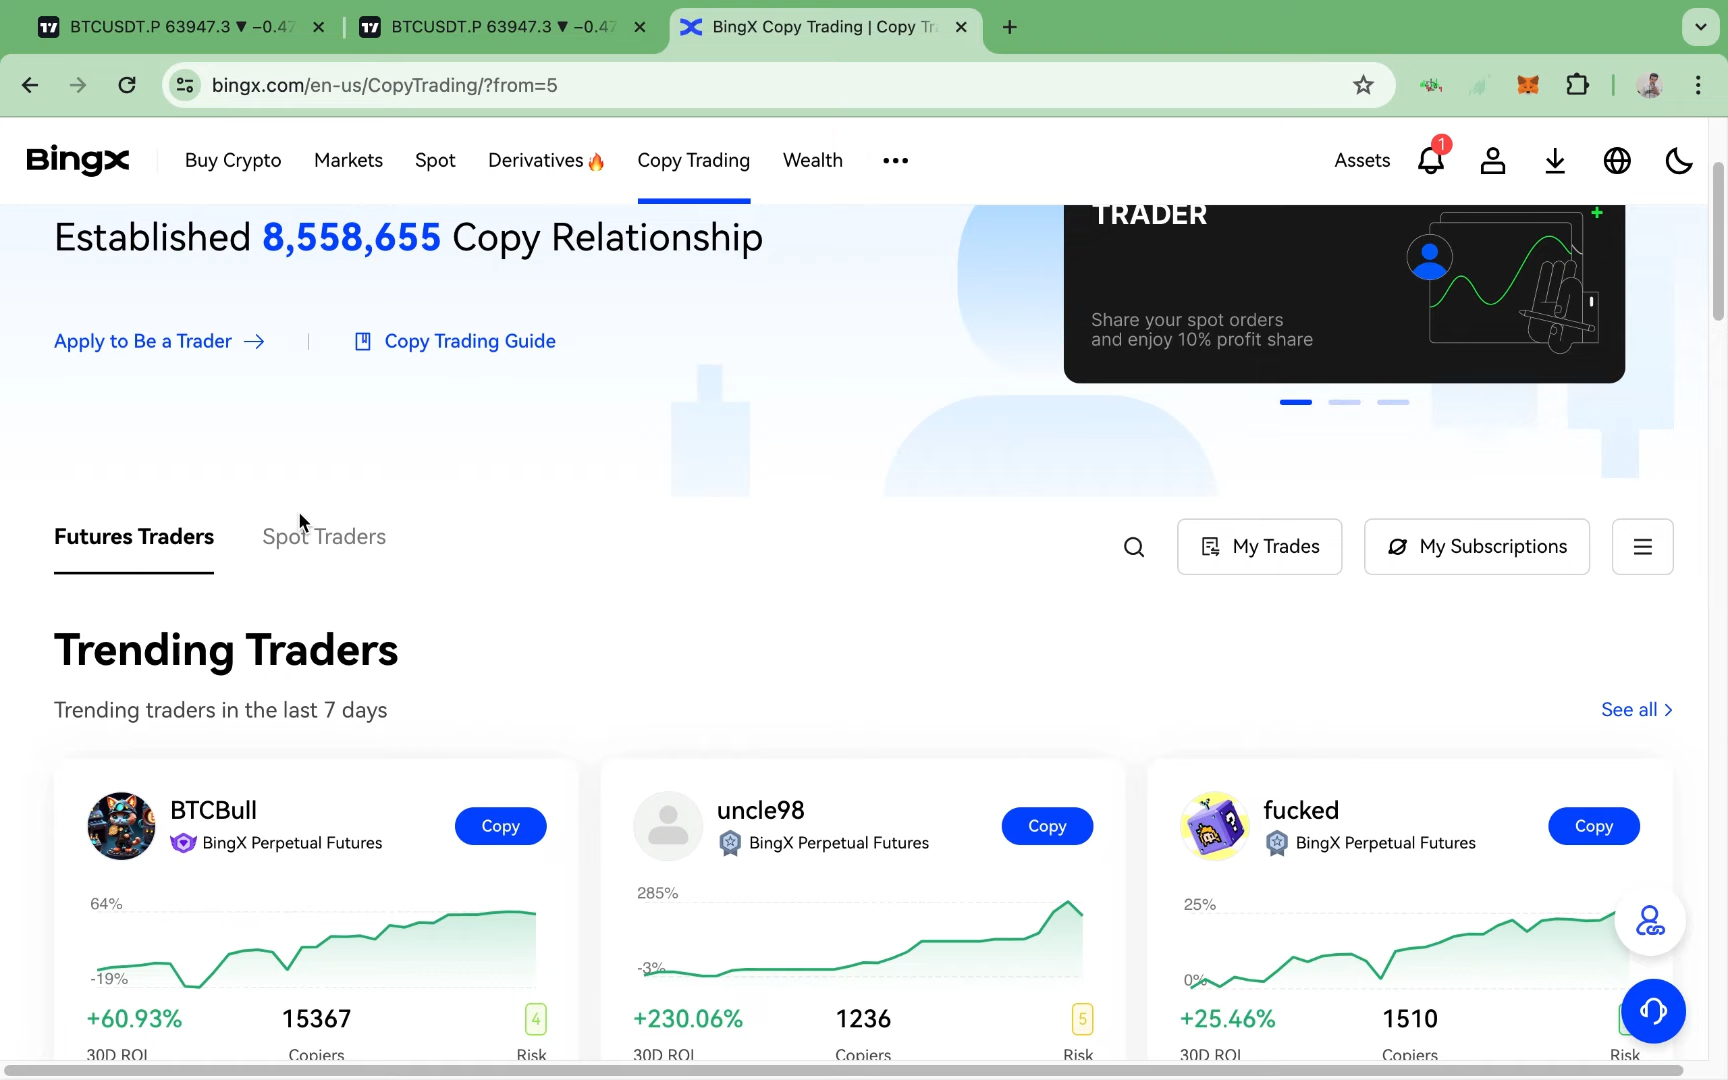 BTCUSDT.P 63947.3 ▼ −0.47
BTCUSDT.P 63947.3 ▼ −0.47
BingX Copy Trading | Copy Tr
bingx.com/en-us/CopyTrading/?from=5
BingX
Buy Crypto
Markets
Spot
Derivatives🔥
Copy Trading
Wealth
•••
Assets
1
Established 8,558,655 Copy Relationship
TRADER
Share your spot orders
and enjoy 10% profit share
Apply to Be a Trader →
Copy Trading Guide
Futures Traders
Spot Traders
My Trades
My Subscriptions
Trending Traders
Trending traders in the last 7 days
See all >
BTCBull
BingX Perpetual Futures
Copy
64%
-19%
+60.93%
15367
4
30D ROI
Copiers
Risk
uncle98
BingX Perpetual Futures
Copy
285%
-3%
+230.06%
1236
5
30D ROI
Copiers
Risk
fucked
BingX Perpetual Futures
Copy
25%
0%
+25.46%
1510
30D ROI
Copiers
Risk